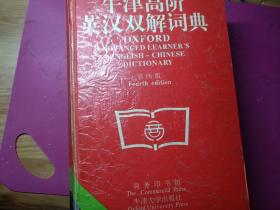 牛津高阶
英汉双解词典
OXFORD
ADVANCED LEARNER'S
ENGLISH-CHINESE
DICTIONARY
第四版
Fourth edition
商务印书馆
The Commercial Press
牛津大学出版社
Oxford University Press